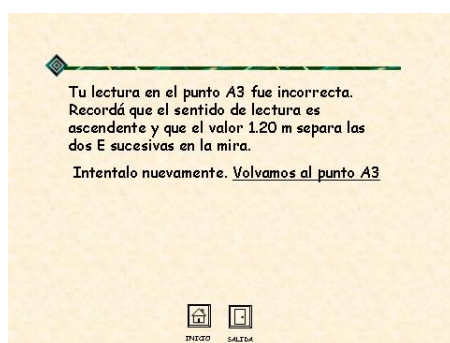 Tu lectura en el punto A3 fue incorrecta.
Recordá que el sentido de lectura es
ascendente y que el valor 1.20 m separa las
dos E sucesivas en la mira.
Intentalo nuevamente. Volvamos al punto A3
INICIO SALIDA